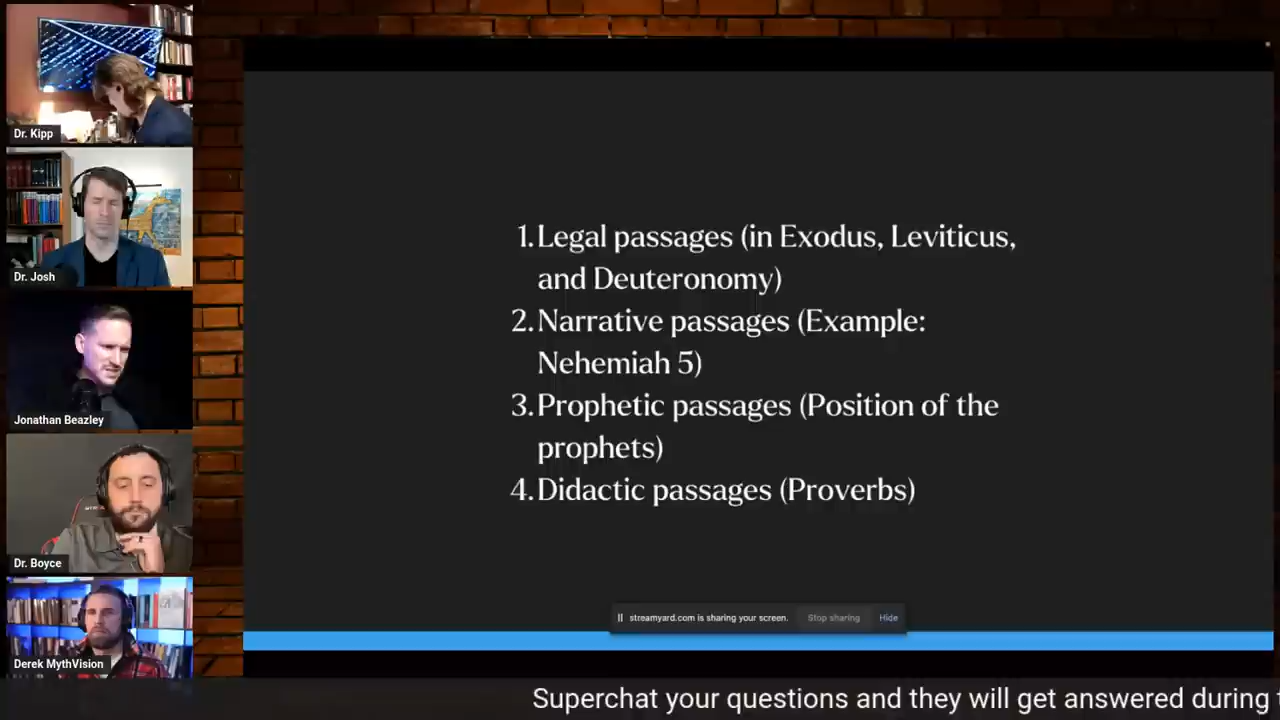 Dr. Kipp
Dr. Josh
Jonathan Beazley
Dr. Boyce
Derek MythVision
1. Legal passages (in Exodus, Leviticus,
and Deuteronomy)
2. Narrative passages (Example:
Nehemiah 5)
3. Prophetic passages (Position of the
prophets)
4. Didactic passages (Proverbs)
streamyard.com is sharing your screen. Stop sharing Hide
Superchat your questions and they will get answered during